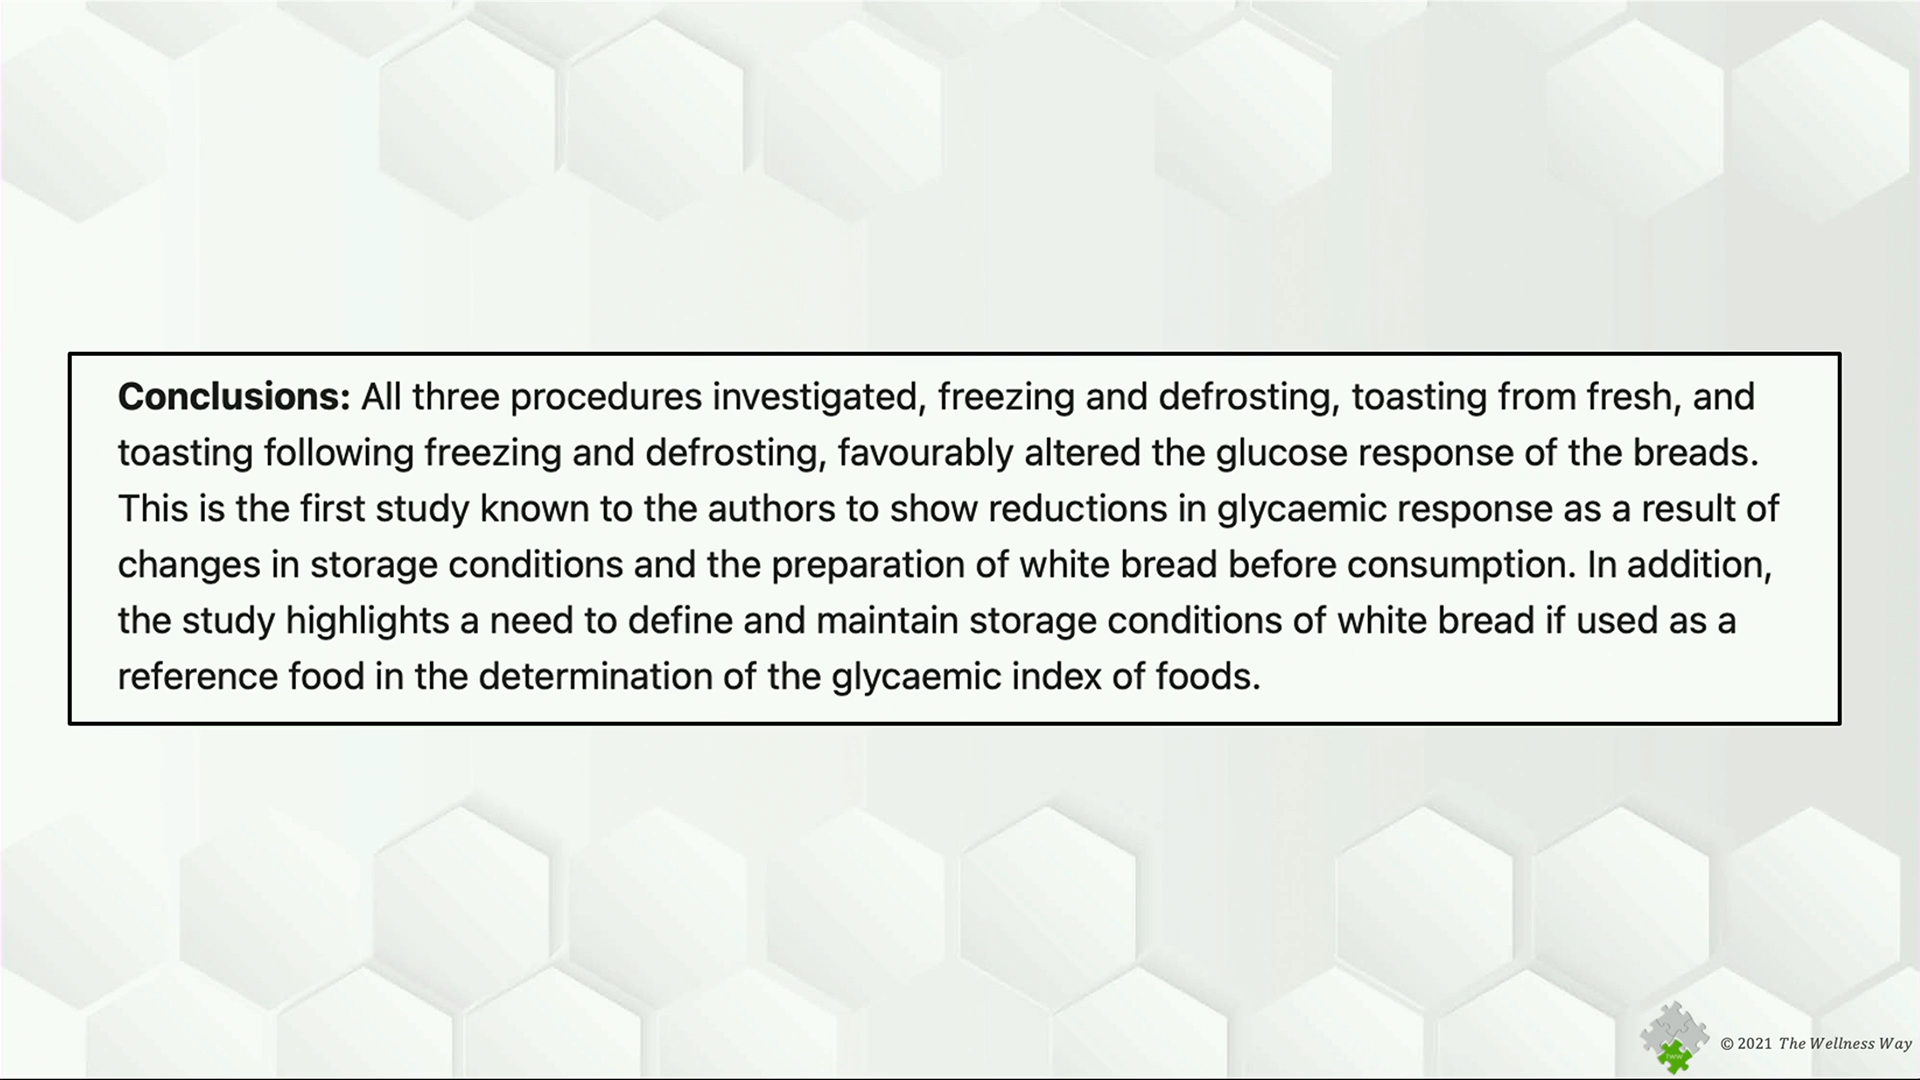 Conclusions: All three procedures investigated, freezing and defrosting, toasting from fresh, and
toasting following freezing and defrosting, favourably altered the glucose response of the breads.
This is the first study known to the authors to show reductions in glycaemic response as a result of
changes in storage conditions and the preparation of white bread before consumption. In addition,
the study highlights a need to define and maintain storage conditions of white bread if used as a
reference food in the determination of the glycaemic index of foods.
TWW
© 2021 The Wellness Way